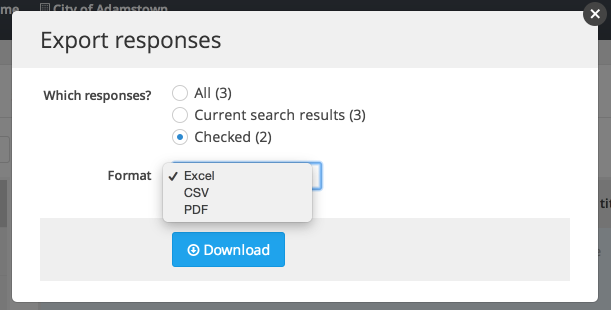 me City of Adamstown
Export responses
Which responses?
All (3)
Current search results (3)
Checked (2)
Format
✓ Excel
CSV
PDF
Download
tit